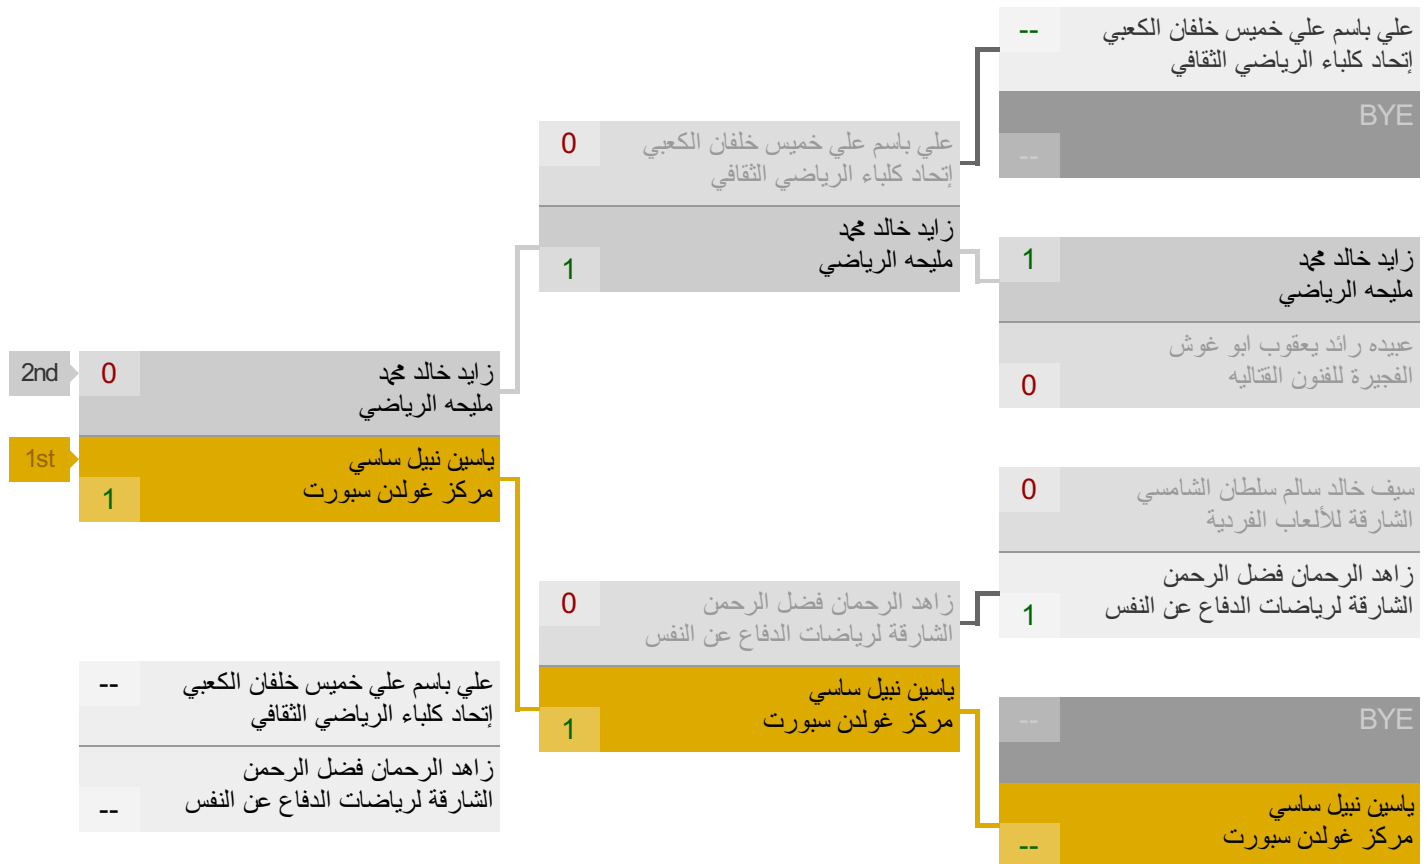 --
علي باسم علي خميس خلفان الكعبي
إتحاد كلباء الرياضي الثقافي
BYE
--
1
زايد خالد محمد
مليحه الرياضي
عبيده رائد يعقوب ابو غوش
الفجيرة للفنون القتاليه
0
0
سيف خالد سالم سلطان الشامسي
الشارقة للألعاب الفردية
زاهد الرحمان فضل الرحمن
الشارقة لرياضات الدفاع عن النفس
1
--
BYE
ياسين نبيل ساسي
مركز غولدن سبورت
--
0
علي باسم علي خميس خلفان الكعبي
إتحاد كلباء الرياضي الثقافي
زايد خالد محمد
مليحه الرياضي
1
0
زاهد الرحمان فضل الرحمن
الشارقة لرياضات الدفاع عن النفس
ياسين نبيل ساسي
مركز غولدن سبورت
1
2nd
0
زايد خالد محمد
مليحه الرياضي
1st
ياسين نبيل ساسي
مركز غولدن سبورت
1
--
علي باسم علي خميس خلفان الكعبي
إتحاد كلباء الرياضي الثقافي
زاهد الرحمان فضل الرحمن
الشارقة لرياضات الدفاع عن النفس
--